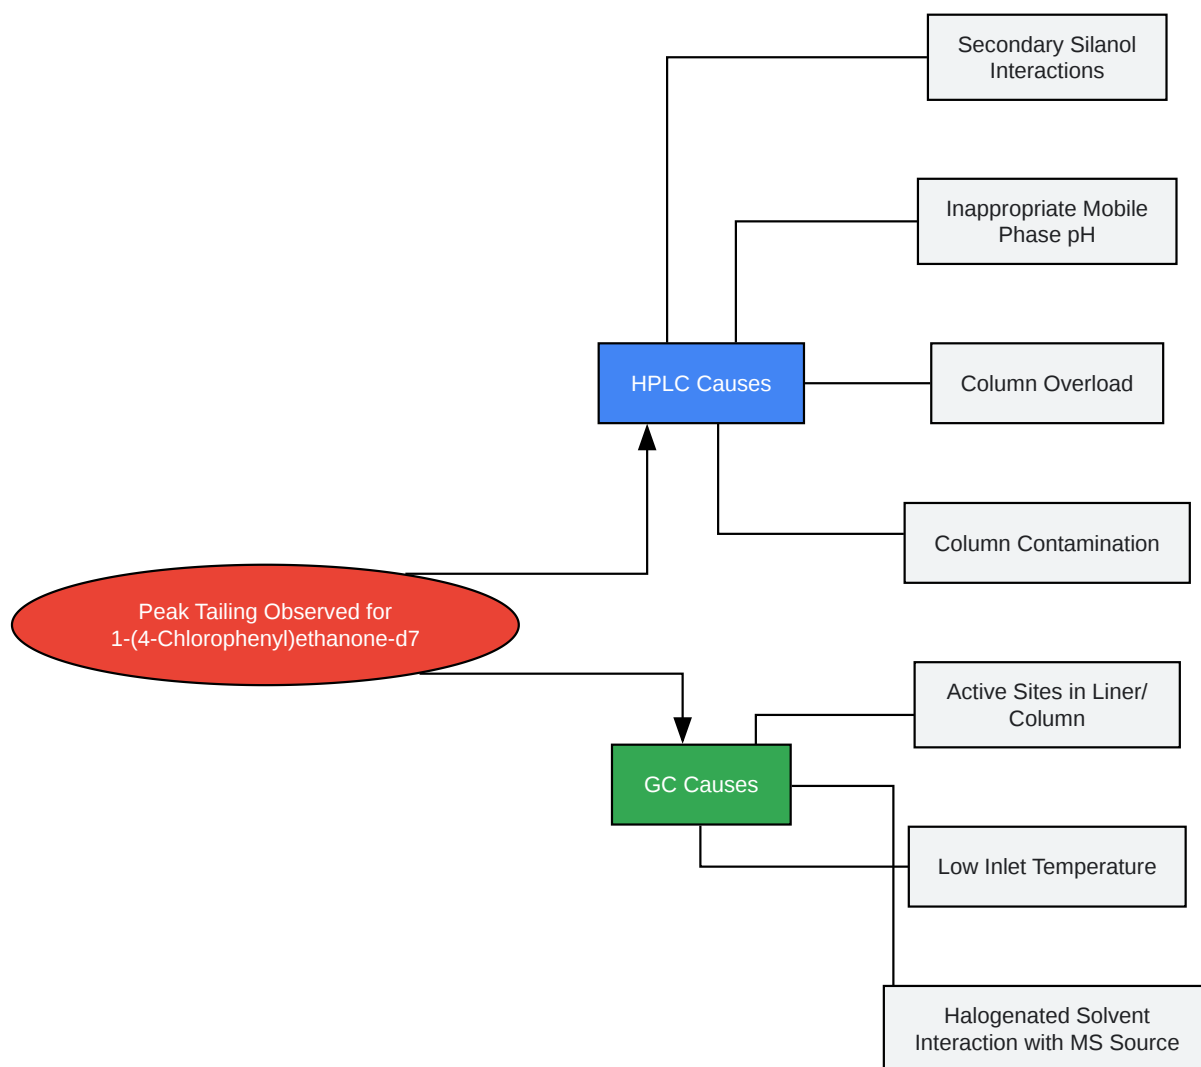 Secondary Silanol
Interactions
Inappropriate Mobile
Phase pH
HPLC Causes
Column Overload
Column Contamination
Peak Tailing Observed for
1-(4-Chlorophenyl)ethanone-d7
Active Sites in Liner/
Column
GC Causes
Low Inlet Temperature
Halogenated Solvent
Interaction with MS Source